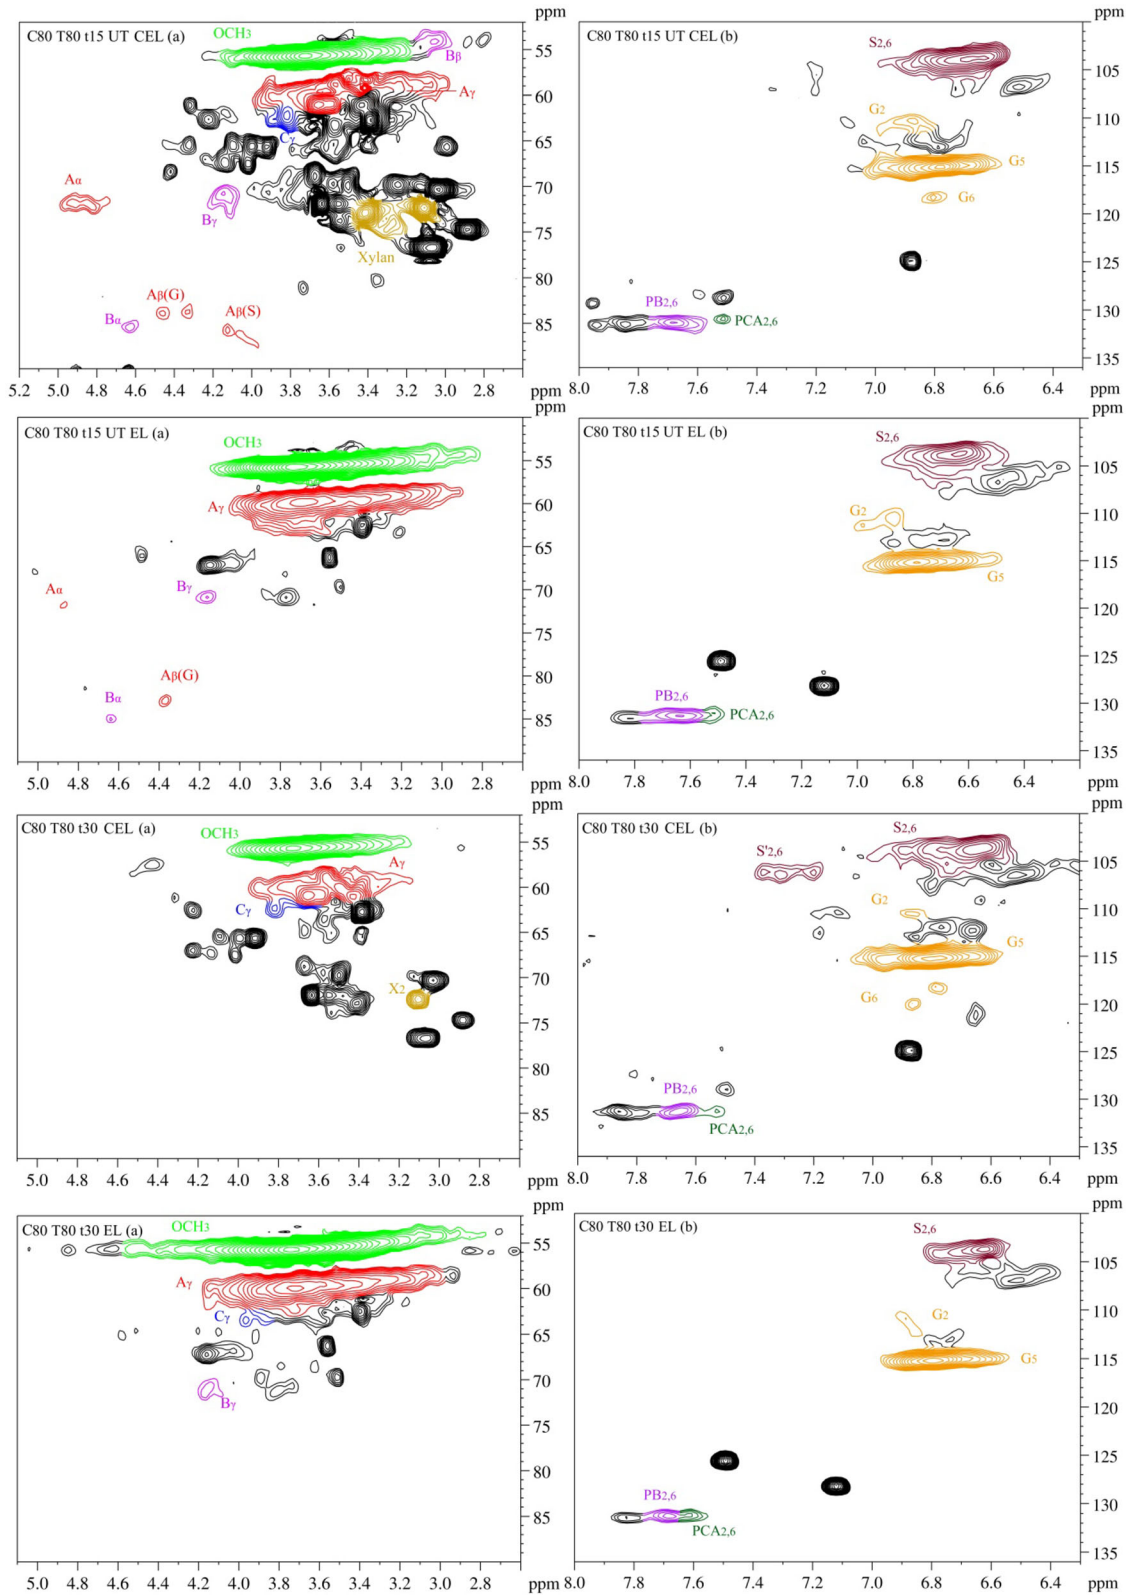 ppm
C80 T80 t15 UT CEL (a)
OCH3
Bβ
Aγ
Cγ
Aα
Bγ
Xylan
Aβ(G)
Aβ(S)
Bα
55
60
65
70
75
80
85
5.2 5.0 4.8 4.6 4.4 4.2 4.0 3.8 3.6 3.4 3.2 3.0 2.8 ppm
ppm
C80 T80 t15 UT CEL (b)
S2,6
G2
G5
G6
PB2,6
PCA2,6
105
110
115
120
125
130
135
8.0 7.8 7.6 7.4 7.2 7.0 6.8 6.6 6.4 ppm
ppm
C80 T80 t15 UT EL (a)
OCH3
Aγ
Aα
Bγ
Aβ(G)
Bα
55
60
65
70
75
80
85
5.0 4.8 4.6 4.4 4.2 4.0 3.8 3.6 3.4 3.2 3.0 2.8 ppm
ppm
C80 T80 t15 UT EL (b)
S2,6
G2
G5
PB2,6
PCA2,6
105
110
115
120
125
130
135
8.0 7.8 7.6 7.4 7.2 7.0 6.8 6.6 6.4 ppm
ppm
C80 T80 t30 CEL (a)
OCH3
Aγ
Cγ
X2
55
60
65
70
75
80
85
5.0 4.8 4.6 4.4 4.2 4.0 3.8 3.6 3.4 3.2 3.0 2.8 ppm
ppm
C80 T80 t30 CEL (b)
S2,6
S'2,6
G2
G5
G6
PB2,6
PCA2,6
105
110
115
120
125
130
135
8.0 7.8 7.6 7.4 7.2 7.0 6.8 6.6 6.4 ppm
ppm
C80 T80 t30 EL (a)
OCH3
Aγ
Cγ
Bγ
55
60
65
70
75
80
85
5.0 4.8 4.6 4.4 4.2 4.0 3.8 3.6 3.4 3.2 3.0 2.8 ppm
ppm
C80 T80 t30 EL (b)
S2,6
G2
G5
PB2,6
PCA2,6
105
110
115
120
125
130
135
8.0 7.8 7.6 7.4 7.2 7.0 6.8 6.6 6.4 ppm